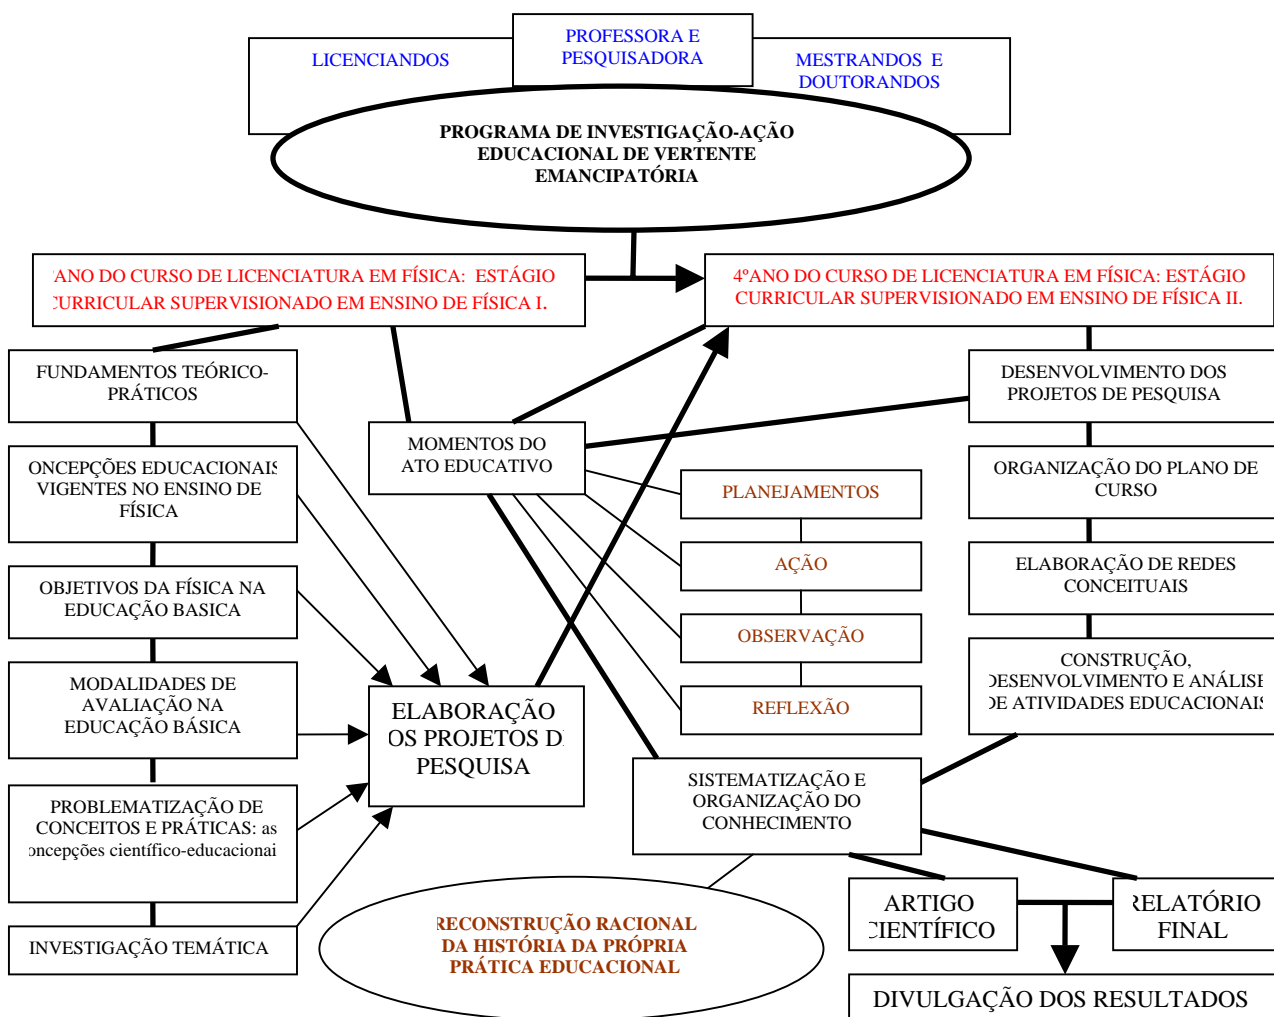 LICENCIANDOS
PROFESSORA E
PESQUISADORA
MESTRANDOS E
DOUTORANDOS
PROGRAMA DE INVESTIGAÇÃO-AÇÃO
EDUCACIONAL DE VERTENTE
EMANCIPATÓRIA
ANO DO CURSO DE LICENCIATURA EM FÍSICA: ESTÁGIO
CURRICULAR SUPERVISIONADO EM ENSINO DE FÍSICA I.
4ºANO DO CURSO DE LICENCIATURA EM FÍSICA: ESTÁGIO
CURRICULAR SUPERVISIONADO EM ENSINO DE FÍSICA II.
FUNDAMENTOS TEÓRICO-
PRÁTICOS
ONCEPÇÕES EDUCACIONAIS
VIGENTES NO ENSINO DE
FÍSICA
OBJETIVOS DA FÍSICA NA
EDUCAÇÃO BASICA
MODALIDADES DE
AVALIAÇÃO NA
EDUCAÇÃO BÁSICA
PROBLEMATIZAÇÃO DE
CONCEITOS E PRÁTICAS: as
oncepções científico-educacionai
INVESTIGAÇÃO TEMÁTICA
MOMENTOS DO
ATO EDUCATIVO
ELABORAÇÃO
OS PROJETOS D
PESQUISA
PLANEJAMENTOS
AÇÃO
OBSERVAÇÃO
REFLEXÃO
DESENVOLVIMENTO DOS
PROJETOS DE PESQUISA
ORGANIZAÇÃO DO PLANO DE
CURSO
ELABORAÇÃO DE REDES
CONCEITUAIS
CONSTRUÇÃO,
DESENVOLVIMENTO E ANÁLISE
DE ATIVIDADES EDUCACIONAIS
SISTEMATIZAÇÃO E
ORGANIZAÇÃO DO
CONHECIMENTO
RECONSTRUÇÃO RACIONAL
DA HISTÓRIA DA PRÓPRIA
PRÁTICA EDUCACIONAL
ARTIGO
CIENTÍFICO
RELATÓRIO
FINAL
DIVULGAÇÃO DOS RESULTADOS